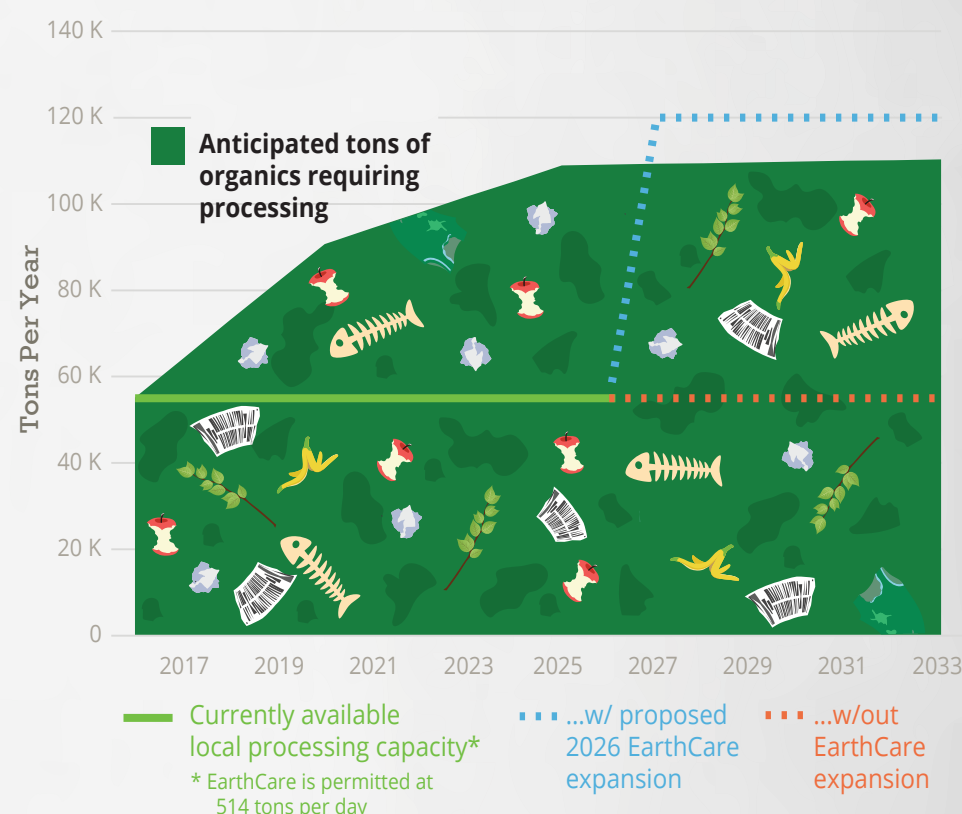 140 K
120 K
Anticipated tons of
organics requiring
processing
100 K
80 K
60 K
40 K
20 K
0
Tons Per Year
2017 2019 2021 2023 2025 2027 2029 2031 2033
Currently available
local processing capacity*
* EarthCare is permitted at
514 tons per day
...w/ proposed
2026 EarthCare
expansion
...w/out
EarthCare
expansion